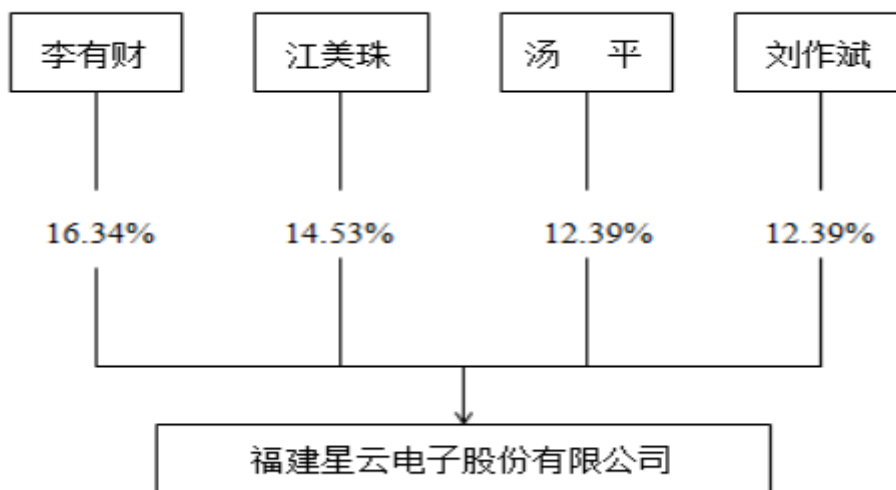 李有财 江美珠 汤 平 刘作斌
16.34% 14.53% 12.39% 12.39%
福建星云电子股份有限公司